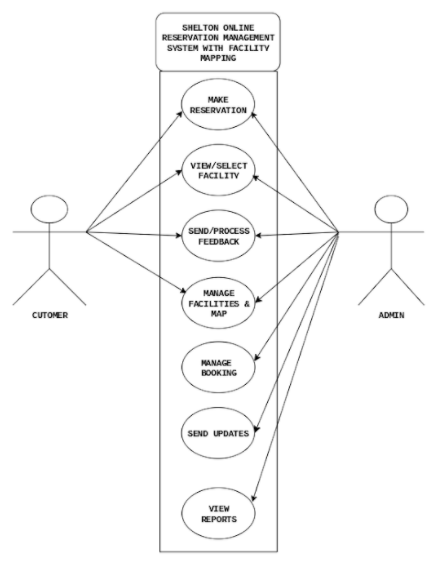 SHELTON ONLINE
RESERVATION MANAGEMENT
SYSTEM WITH FACILITY
MAPPING
MAKE
RESERVATION
VIEW/SELECT
FACILITY
SEND/PROCESS
FEEDBACK
MANAGE
FACILITIES &
MAP
CUTOMER
ADMIN
MANAGE
BOOKING
SEND UPDATES
VIEW
REPORTS